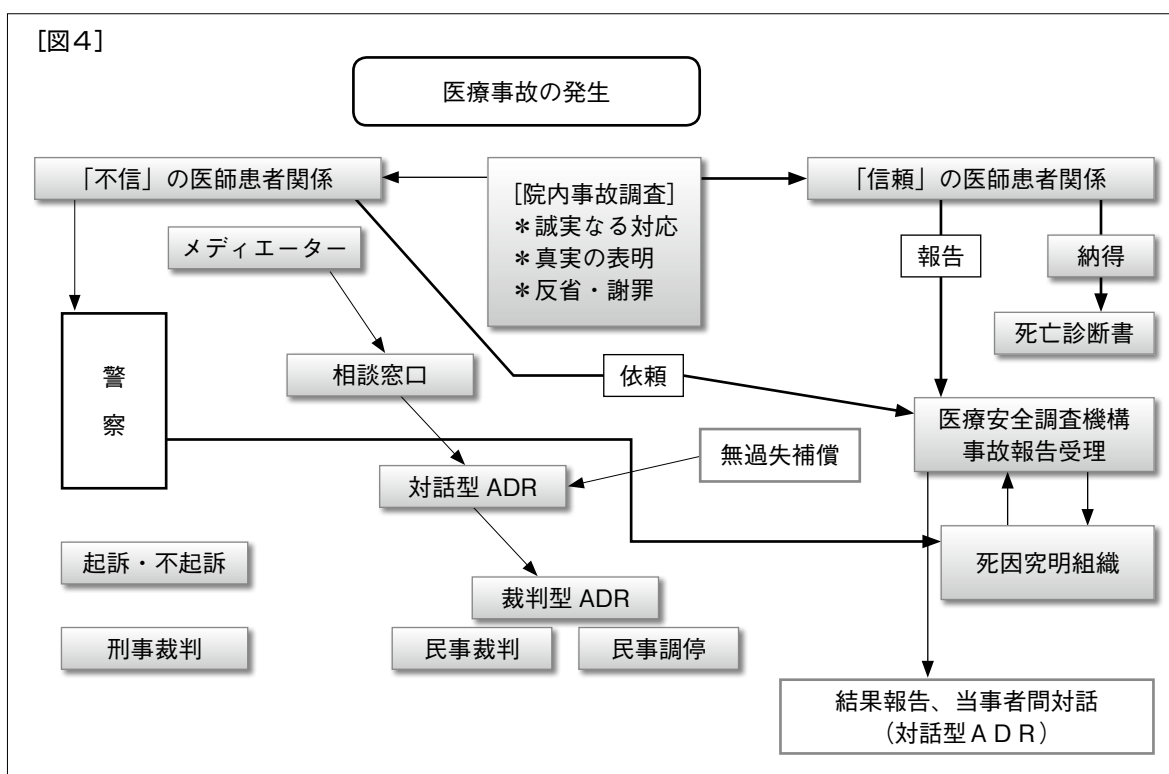 [図4]
医療事故の発生
「不信」の医師患者関係
[院内事故調査]
＊誠実なる対応
＊真実の表明
＊反省・謝罪
「信頼」の医師患者関係
メディエーター
報告
納得
死亡診断書
警
察
相談窓口
依頼
医療安全調査機構
事故報告受理
無過失補償
対話型 ADR
死因究明組織
起訴・不起訴
裁判型 ADR
刑事裁判
民事裁判
民事調停
結果報告、当事者間対話
（対話型ＡＤＲ）